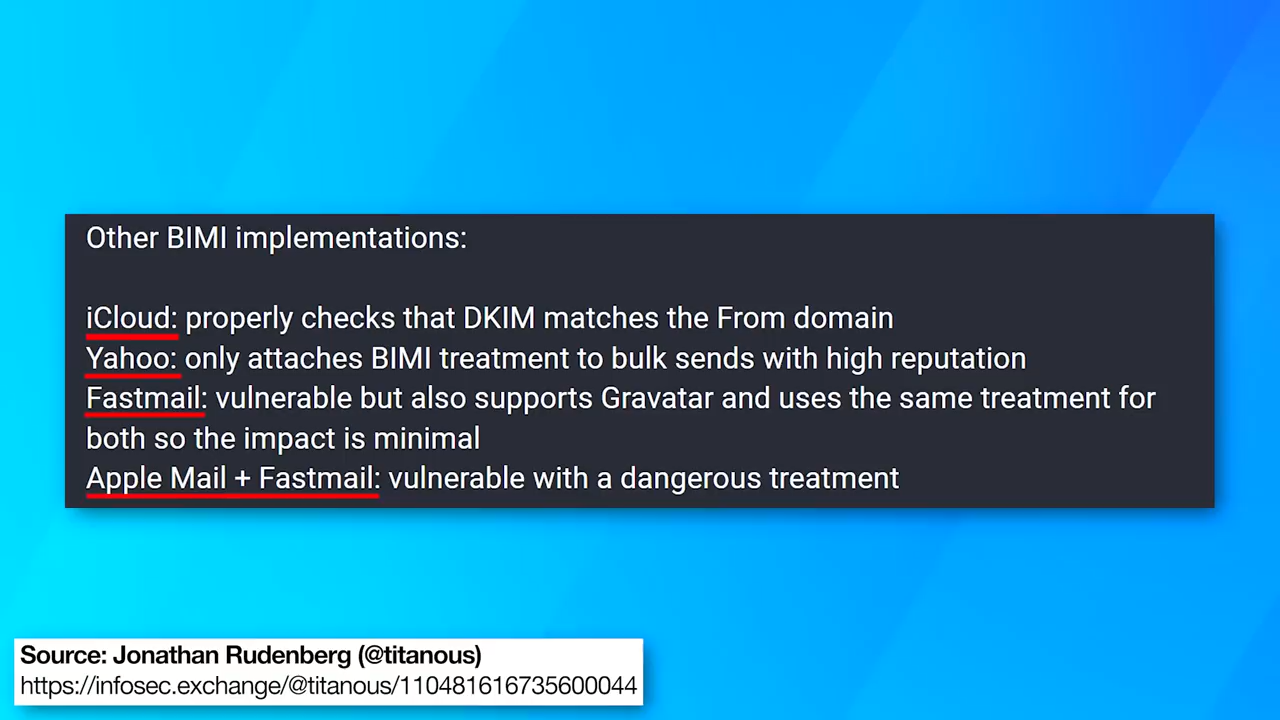 Other BIMI implementations:
iCloud: properly checks that DKIM matches the From domain
Yahoo: only attaches BIMI treatment to bulk sends with high reputation
Fastmail: vulnerable but also supports Gravatar and uses the same treatment for
both so the impact is minimal
Apple Mail + Fastmail: vulnerable with a dangerous treatment
Source: Jonathan Rudenberg (@titanous)
https://infosec.exchange/@titanous/110481616735600044